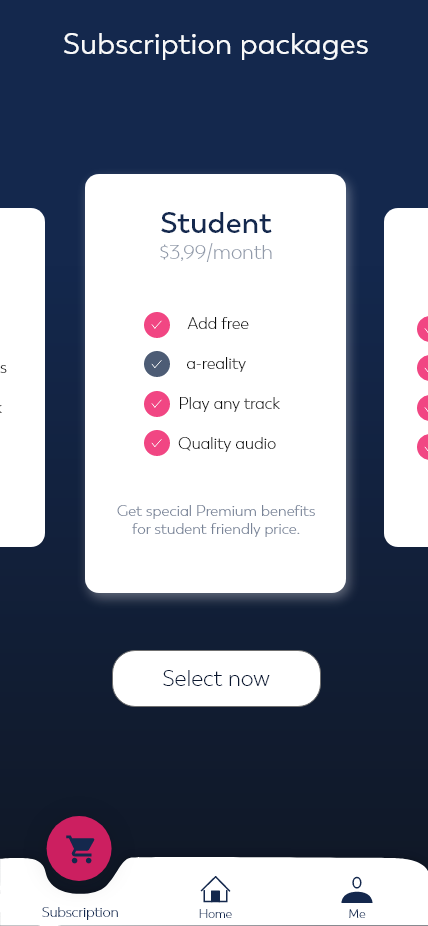 Subscription packages
Student
$3,99/month
Add free
a-reality
Play any track
Quality audio
Get special Premium benefits
for student friendly price.
Select now
Subscription
Home
Me